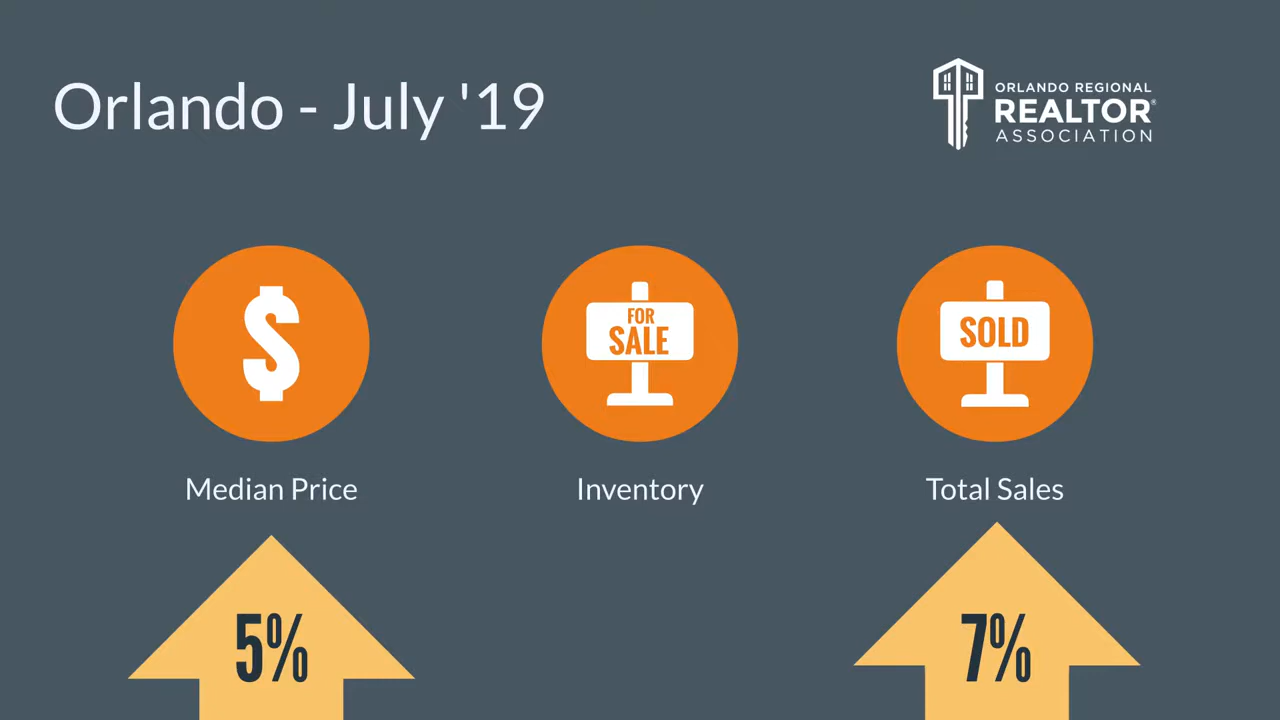 Orlando - July '19
ORLANDO REGIONAL
REALTOR®
ASSOCIATION
$
FOR
SALE
SOLD
Median Price
Inventory
Total Sales
5%
7%